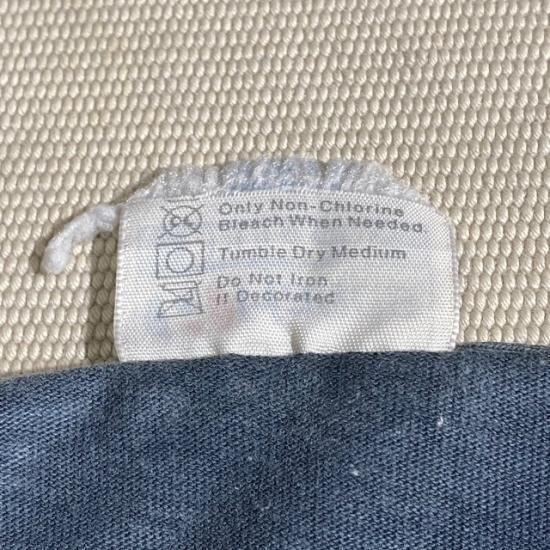 Only Non-Chlorine
Bleach When Needed
Tumble Dry Medium
Do Not Iron
If Decorated